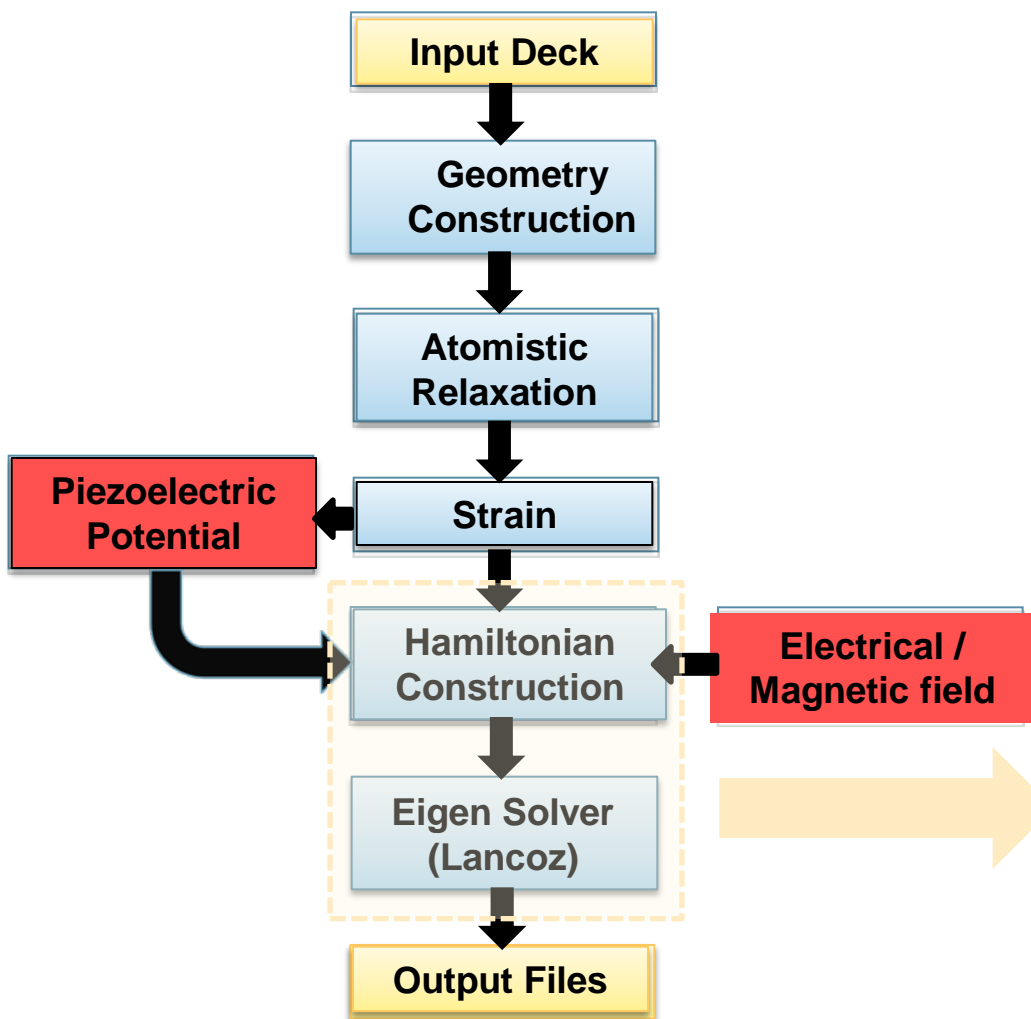 Input Deck
Geometry
Construction
Atomistic
Relaxation
Piezoelectric
Potential
Strain
Hamiltonian
Construction
Electrical /
Magnetic field
Eigen Solver
(Lancoz)
Output Files